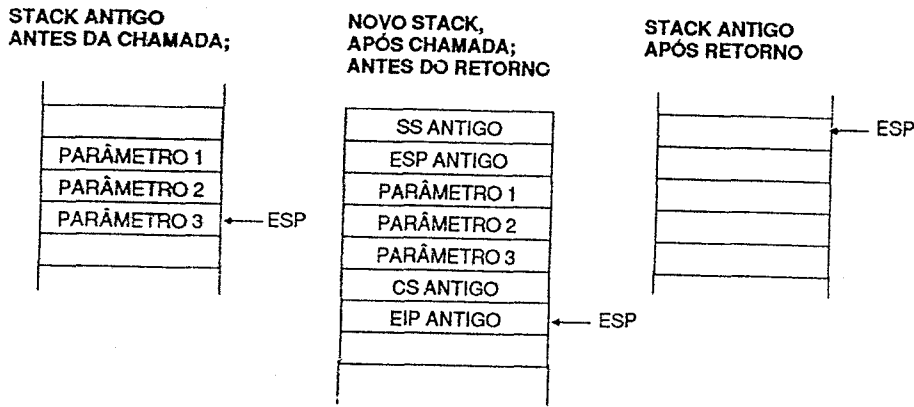 STACK ANTIGO
ANTES DA CHAMADA;
PARÂMETRO 1
PARÂMETRO 2
PARÂMETRO 3
ESP
NOVO STACK,
APÓS CHAMADA;
ANTES DO RETORNO
SS ANTIGO
ESP ANTIGO
PARÂMETRO 1
PARÂMETRO 2
PARÂMETRO 3
CS ANTIGO
EIP ANTIGO
ESP
STACK ANTIGO
APÓS RETORNO
ESP